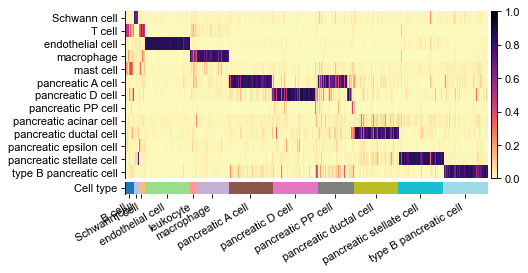 Schwann cell
T cell
endothelial cell
macrophage
mast cell
pancreatic A cell
pancreatic D cell
pancreatic PP cell
pancreatic acinar cell
pancreatic ductal cell
pancreatic epsilon cell
pancreatic stellate cell
type B pancreatic cell
Cell type
1.0
0.8
0.6
0.4
0.2
0.0
B cell
Schwann cell
endothelial cell
leukocyte
macrophage
pancreatic A cell
pancreatic D cell
pancreatic PP cell
pancreatic ductal cell
pancreatic stellate cell
type B pancreatic cell